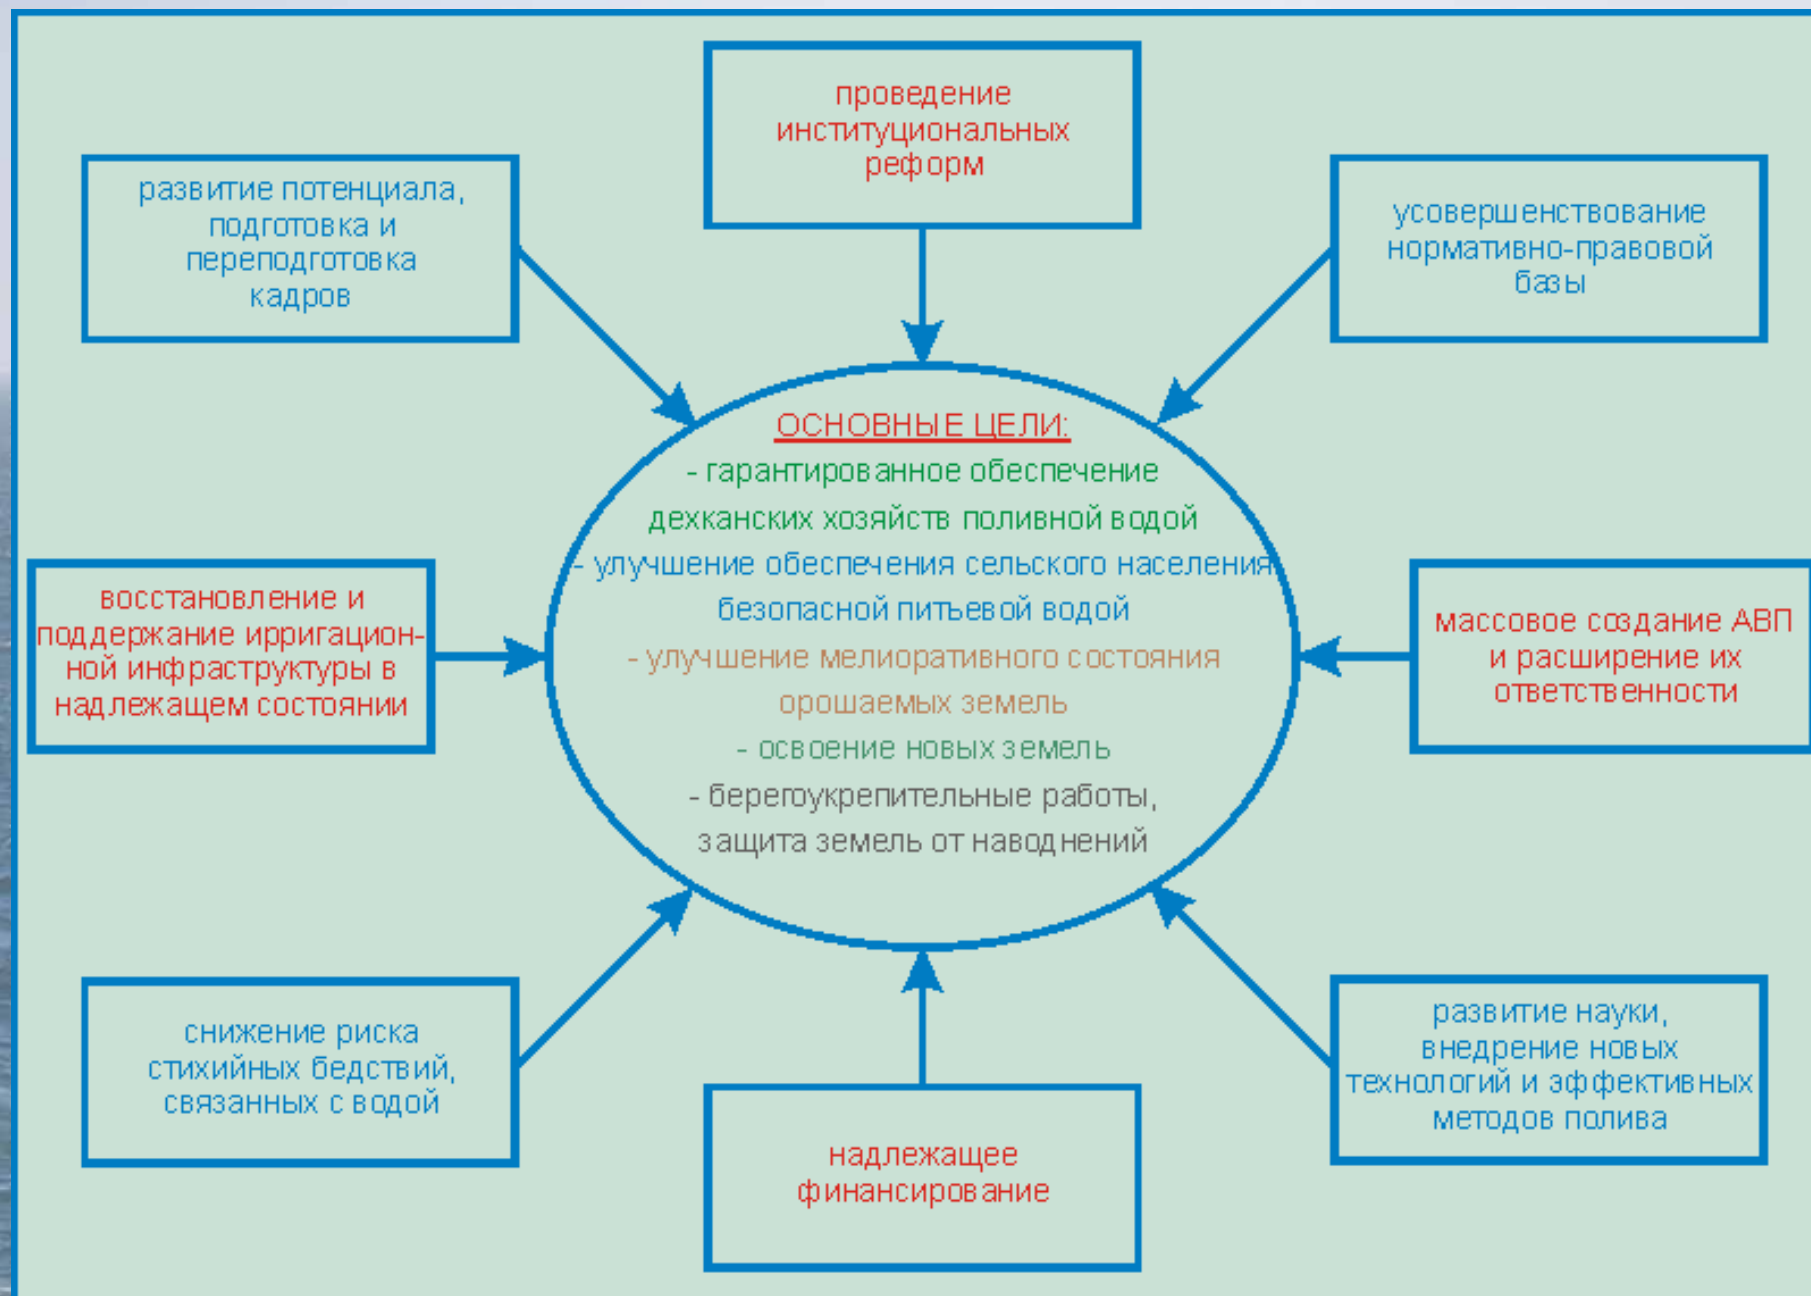 проведение
институциональных
реформ
развитие потенциала,
подготовка и
переподготовка
кадров
усовершенствование
нормативно-правовой
базы
ОСНОВНЫЕ ЦЕЛИ:
- гарантированное обеспечение
дехканских хозяйств поливной водой
- улучшение обеспечения сельского населения
безопасной питьевой водой
- улучшение мелиоративного состояния
орошаемых земель
- освоение новых земель
- берегоукрепительные работы,
защита земель от наводнений
восстановление и
поддержание ирригацион-
ной инфраструктуры в
надлежащем состоянии
массовое создание АВП
и расширение их
ответственности
снижение риска
стихийных бедствий,
связанных с водой
надлежащее
финансирование
развитие науки,
внедрение новых
технологий и эффективных
методов полива